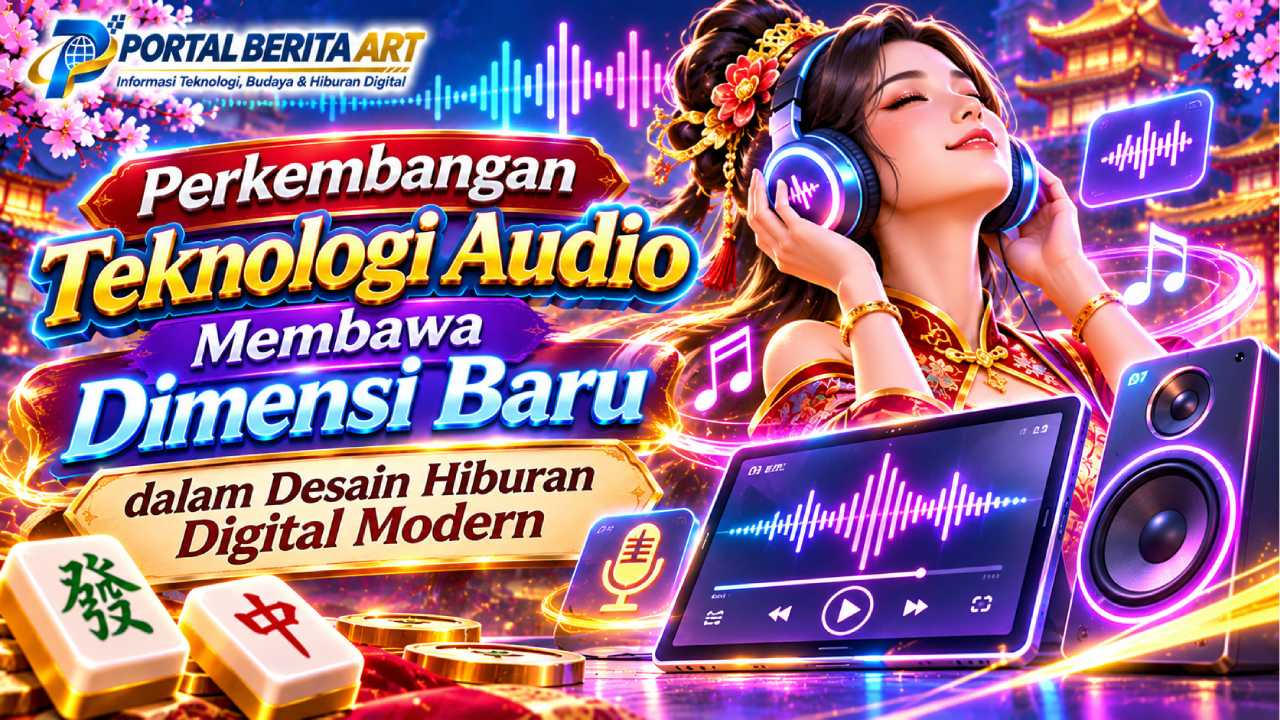 PORTAL BERITA ART
Informasi Teknologi, Budaya & Hiburan Digital
Perkembangan
Teknologi Audio
Membawa
Dimensi Baru
dalam Desain Hiburan
Digital Modern
發
中